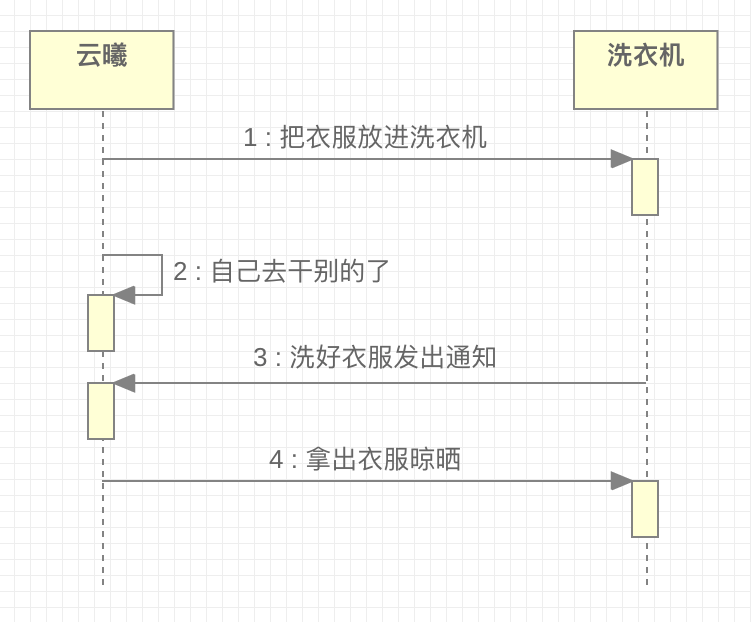 云曦
洗衣机
1 : 把衣服放进洗衣机
2 : 自己去干别的了
3 : 洗好衣服发出通知
4 : 拿出衣服晾晒